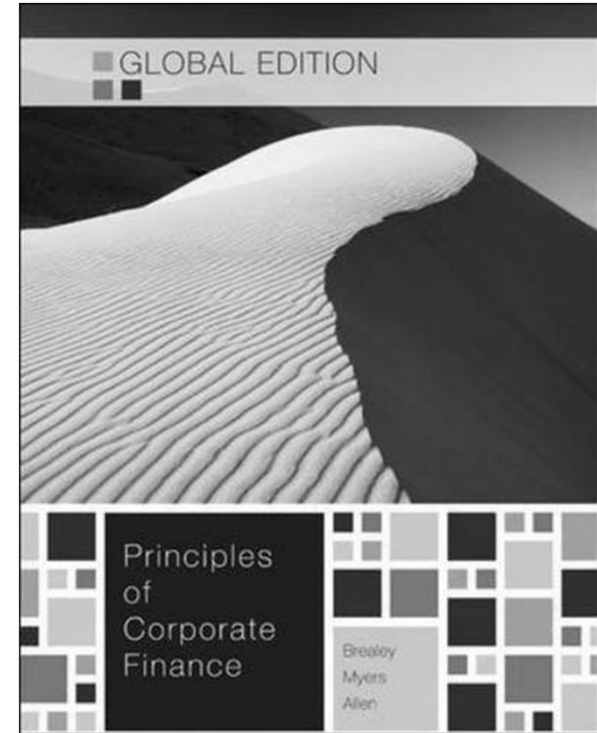 GLOBAL EDITION
Principles
of
Corporate
Finance
Brealey
Myers
Allen